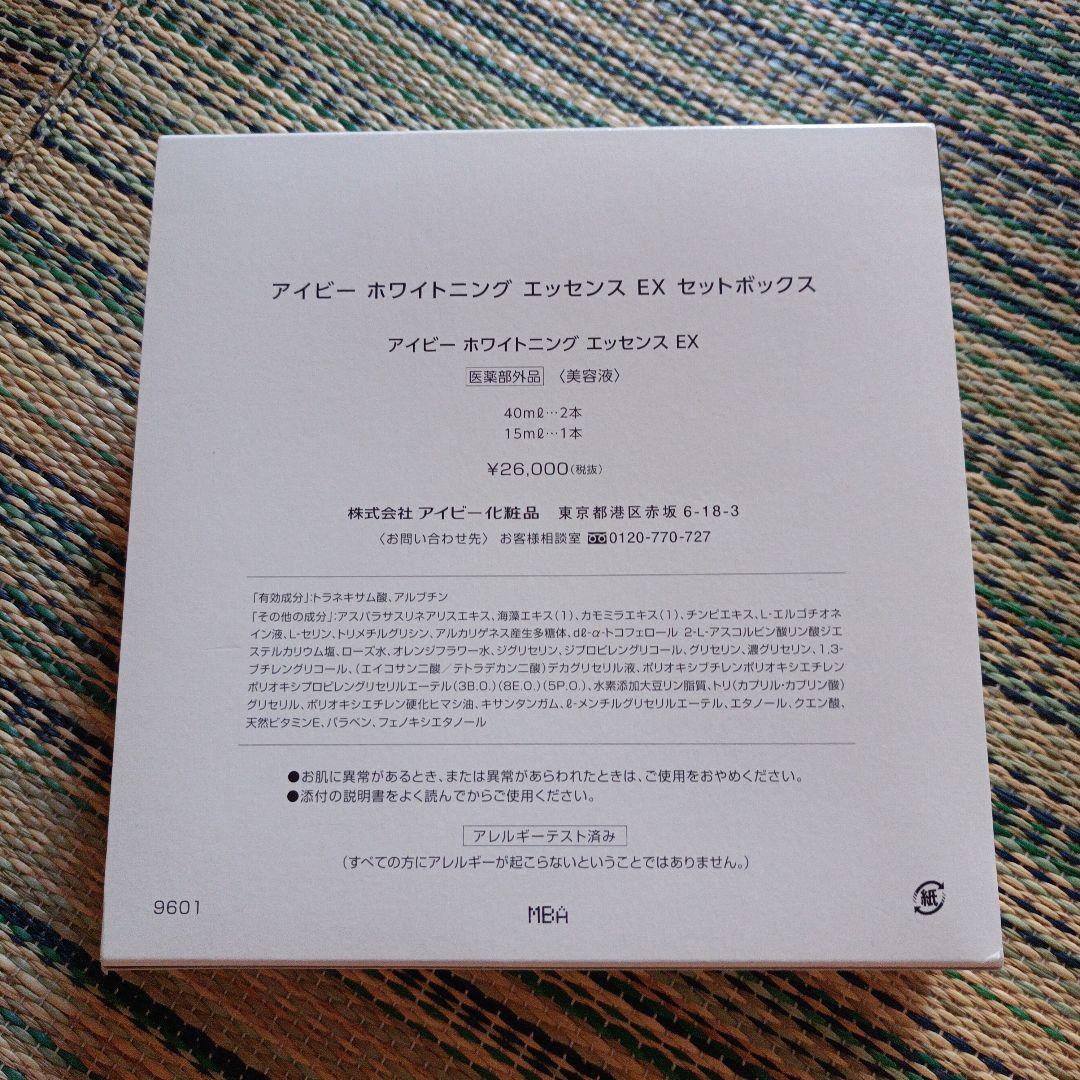 アイビー ホワイトニング エッセンス EX セットボックス
アイビー ホワイトニング エッセンス EX
医薬部外品 〈美容液〉
40mℓ…2本
15mℓ…1本
¥26,000(税抜)
株式会社 アイビー化粧品 東京都港区赤坂 6-18-3
〈お問い合わせ先〉 お客様相談室 0120-770-727
「有効成分」:トラネキサム酸、アルブチン
「その他の成分」:アスパラサスリネアリスエキス、海藻エキス(1)、カモミラエキス(1)、チンピエキス、L-エルゴチオネ
イン液、L-セリン、トリメチルグリシン、アルカリゲネス産生多糖体、dℓ-α-トコフェロール 2-L-アスコルビン酸リン酸ジエ
ステルカリウム塩、ローズ水、オレンジフラワー水、ジグリセリン、ジプロピレングリコール、グリセリン、濃グリセリン、1,3-
ブチレングリコール、(エイコサン二酸/テトラデカン二酸)デカグリセリル液、ポリオキシブチレンポリオキシエチレン
ポリオキシプロピレングリセリルエーテル(3B.O.)(8E.O.)(5P.O.)、水素添加大豆リン脂質、トリ(カプリル・カプリン酸)
グリセリル、ポリオキシエチレン硬化ヒマシ油、キサンタンガム、ℓ-メンチルグリセリルエーテル、エタノール、クエン酸、
天然ビタミンE、パラベン、フェノキシエタノール
●お肌に異常があるとき、または異常があらわれたときは、ご使用をおやめください。
●添付の説明書をよく読んでからご使用ください。
アレルギーテスト済み
(すべての方にアレルギーが起こらないということではありません。)
9601
MBA
紙